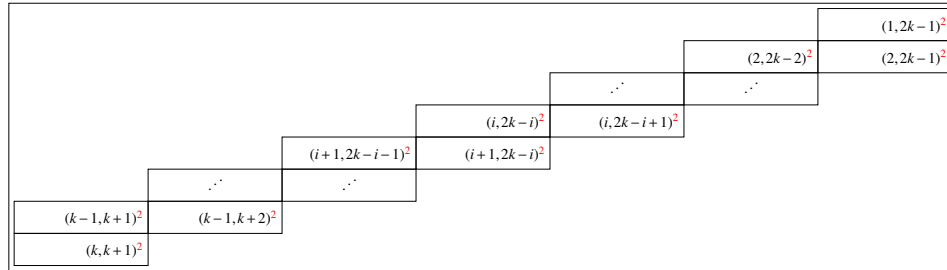 (1, 2k−1)²
(2, 2k−2)² (2, 2k−1)²
⋰ ⋰
(i, 2k−i)² (i, 2k−i+1)²
(i+1, 2k−i−1)² (i+1, 2k−i)²
⋰ ⋰
(k−1, k+1)² (k−1, k+2)²
(k, k+1)²